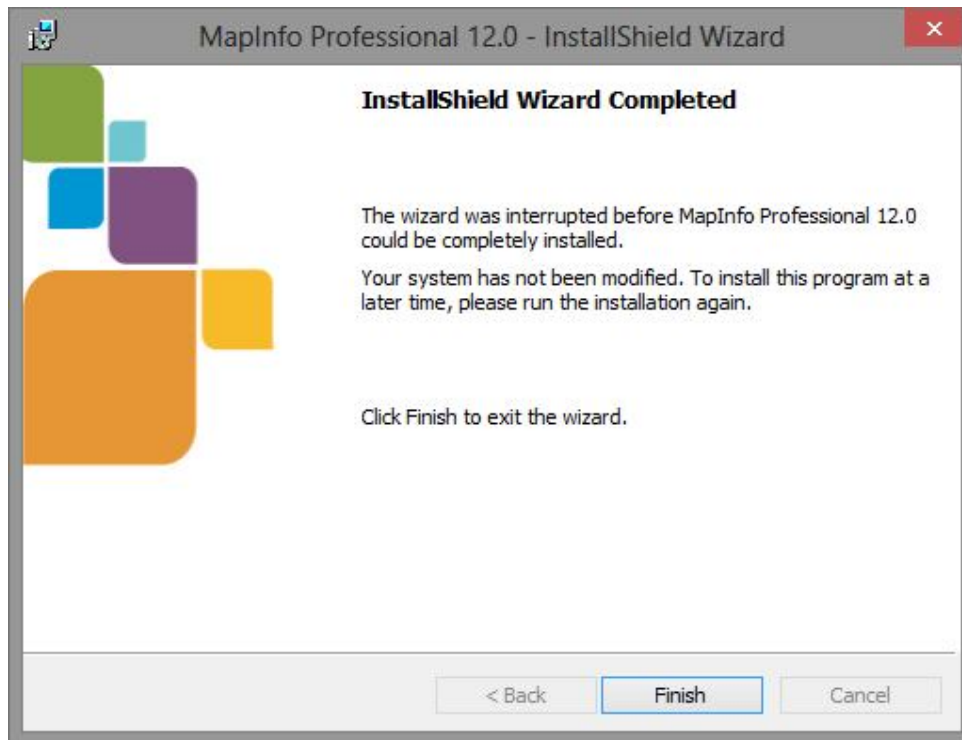 MapInfo Professional 12.0 - InstallShield Wizard
InstallShield Wizard Completed
The wizard was interrupted before MapInfo Professional 12.0
could be completely installed.
Your system has not been modified. To install this program at a
later time, please run the installation again.
Click Finish to exit the wizard.
< Back
Finish
Cancel